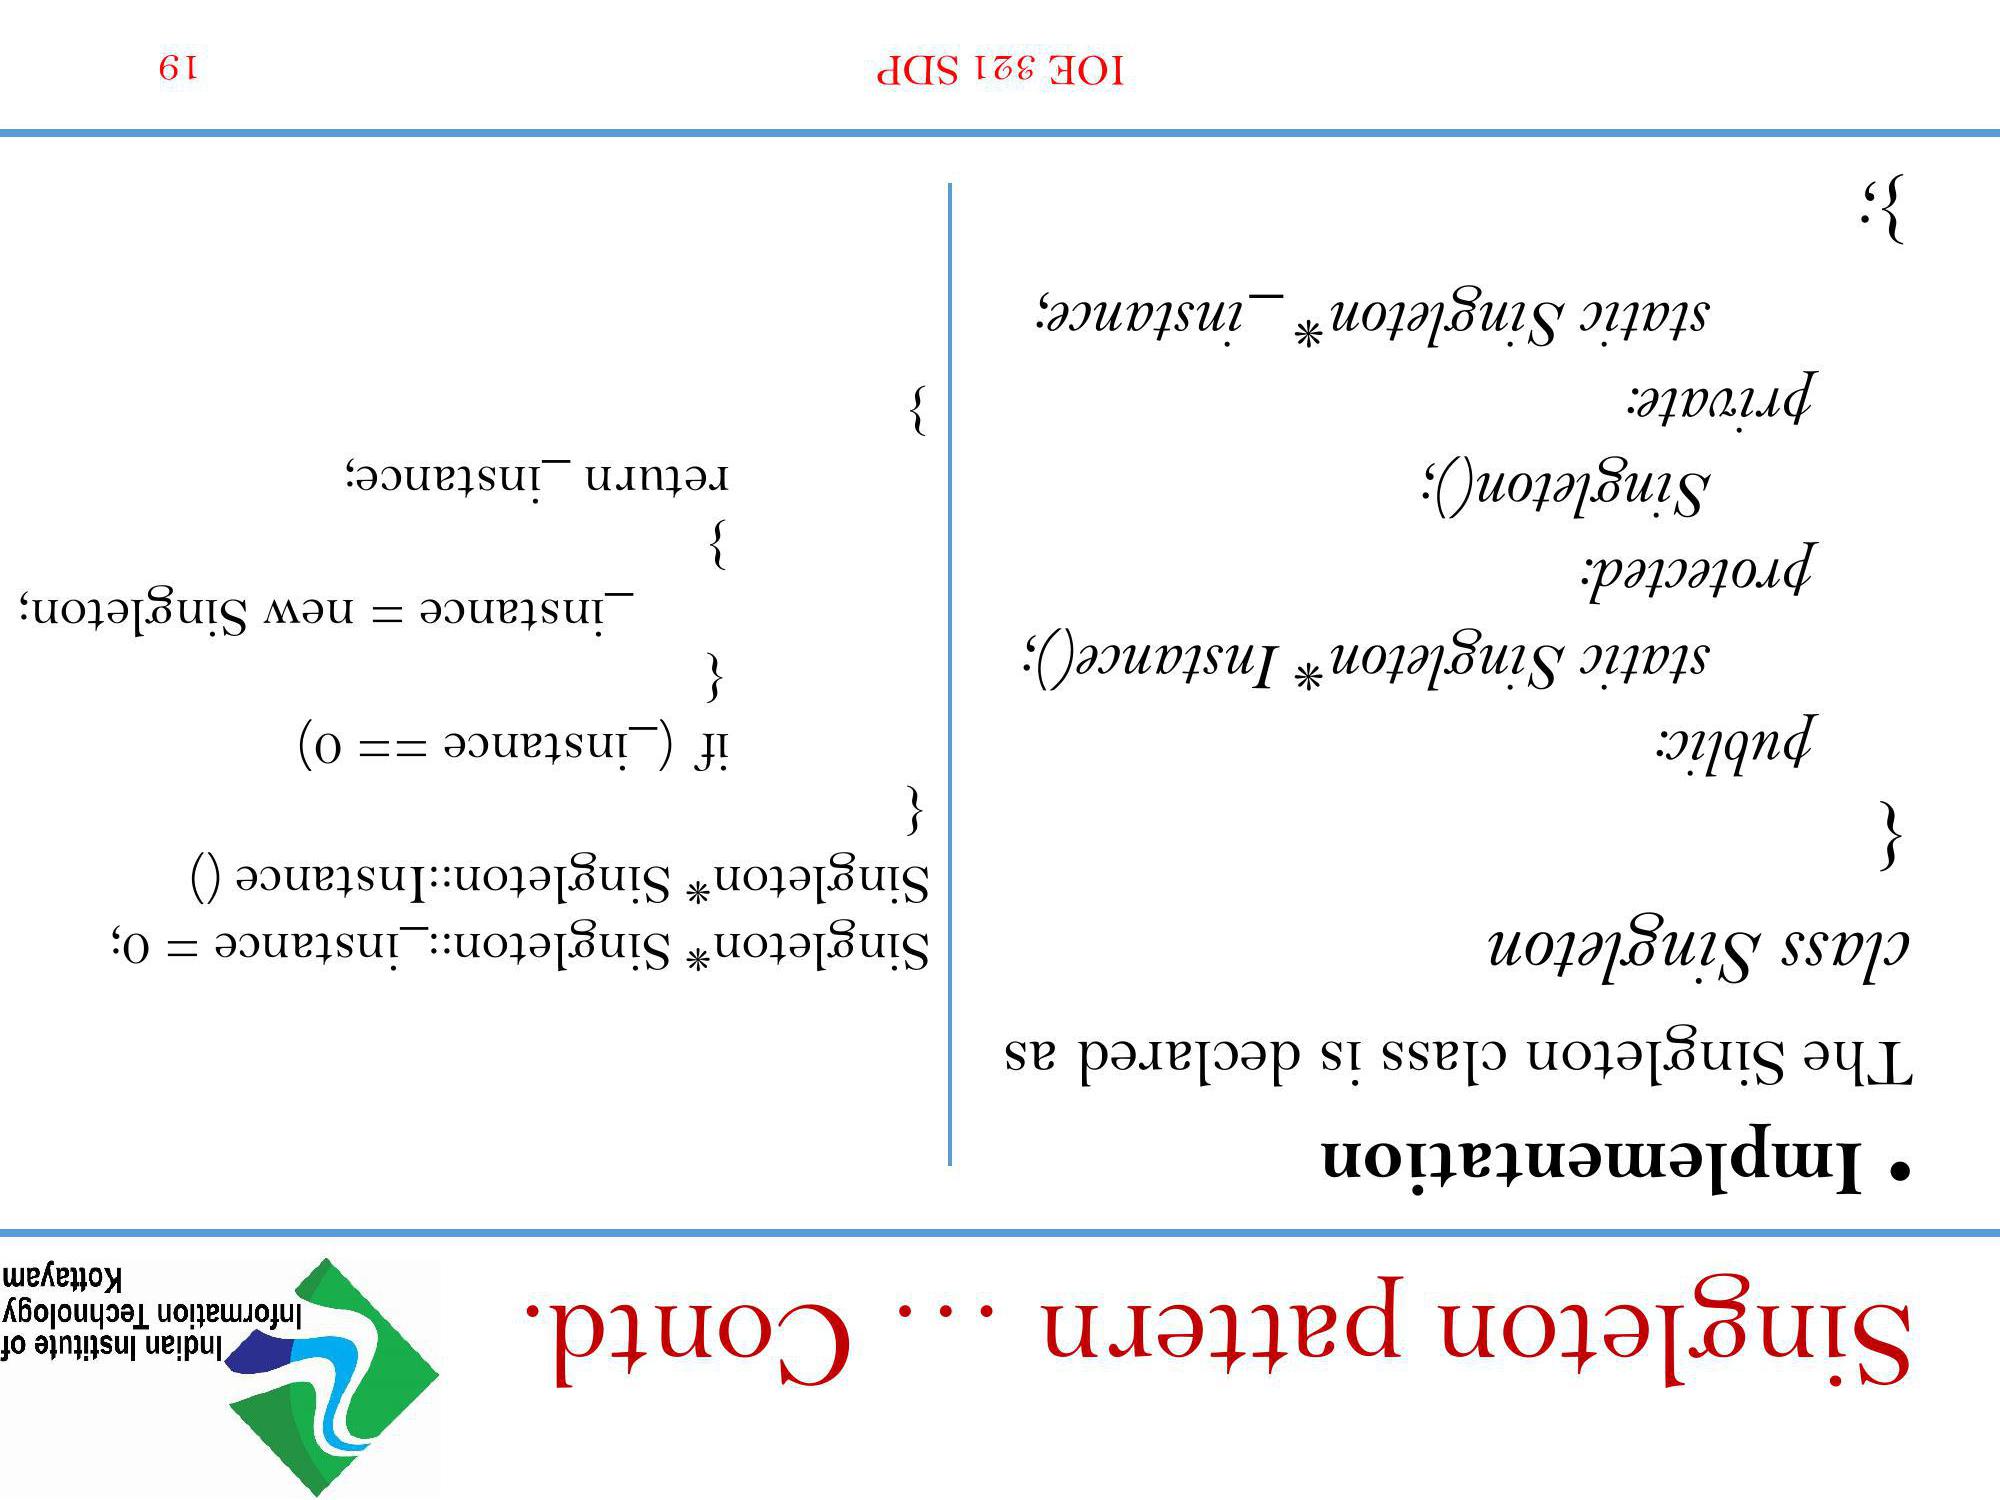 Singleton pattern … Contd.
Indian Institute of
Information Technology
Kottayam
• Implementation
The Singleton class is declared as
class Singleton
{
public:
static Singleton* Instance();
protected:
Singleton();
private:
static Singleton* _instance;
};
Singleton* Singleton::_instance = 0;
Singleton* Singleton::Instance ()
{
if (_instance == 0)
{
_instance = new Singleton;
}
return _instance;
}
IOE 321 SDP
19